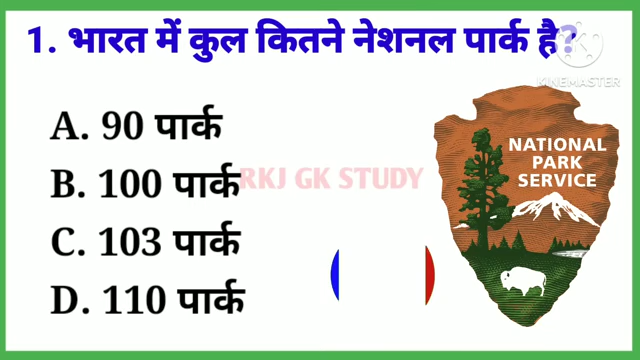 1. भारत में कुल कितने नेशनल पार्क है?
KINEMASTER
A. 90 पार्क
B. 100 पार्क
RKJ GK STUDY
C. 103 पार्क
D. 110 पार्क
NATIONAL
PARK
SERVICE